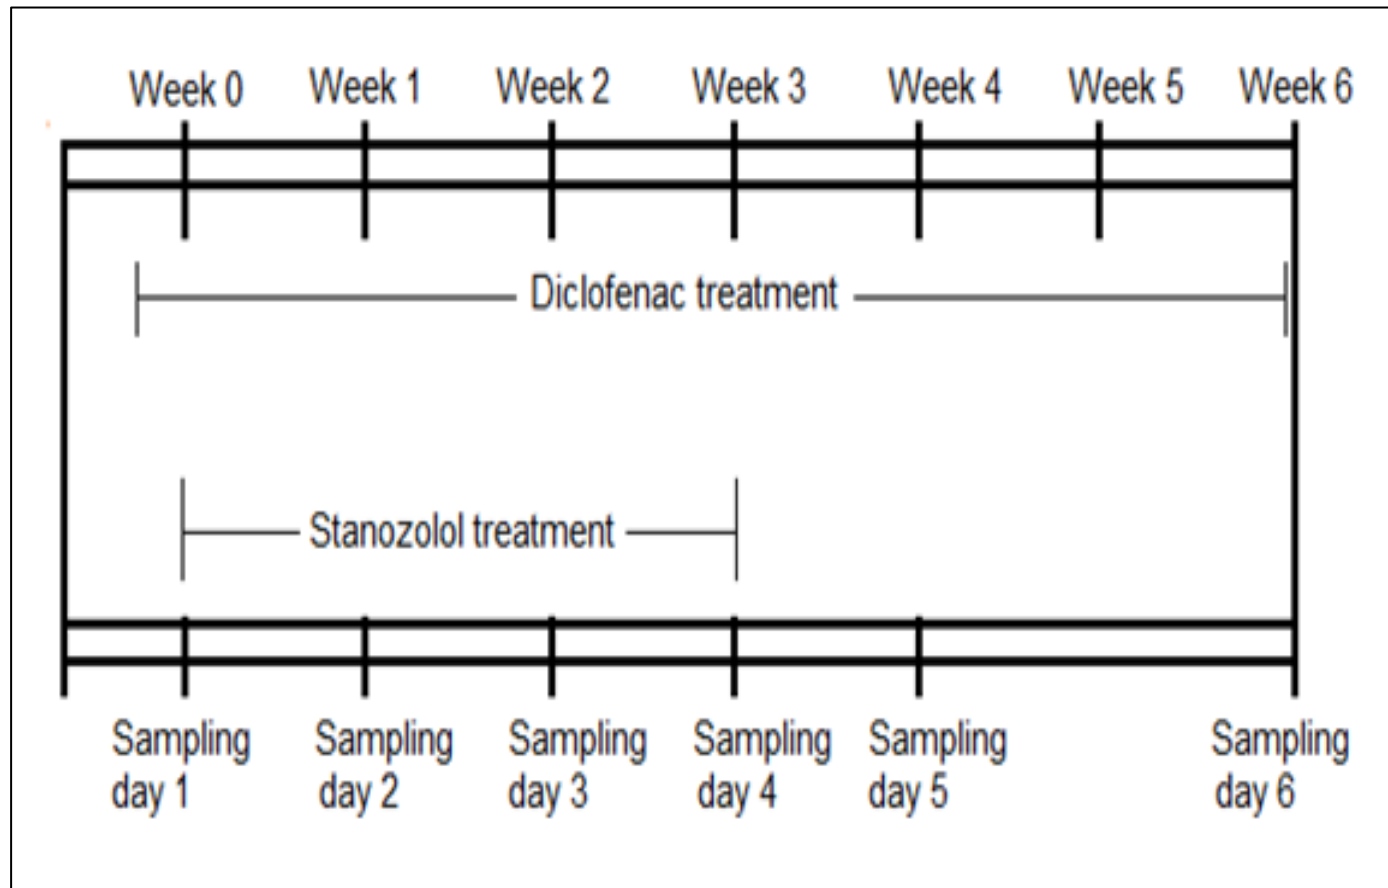 Week 0 Week 1 Week 2 Week 3 Week 4 Week 5 Week 6
Diclofenac treatment
Stanozolol treatment
Sampling day 1
Sampling day 2
Sampling day 3
Sampling day 4
Sampling day 5
Sampling day 6